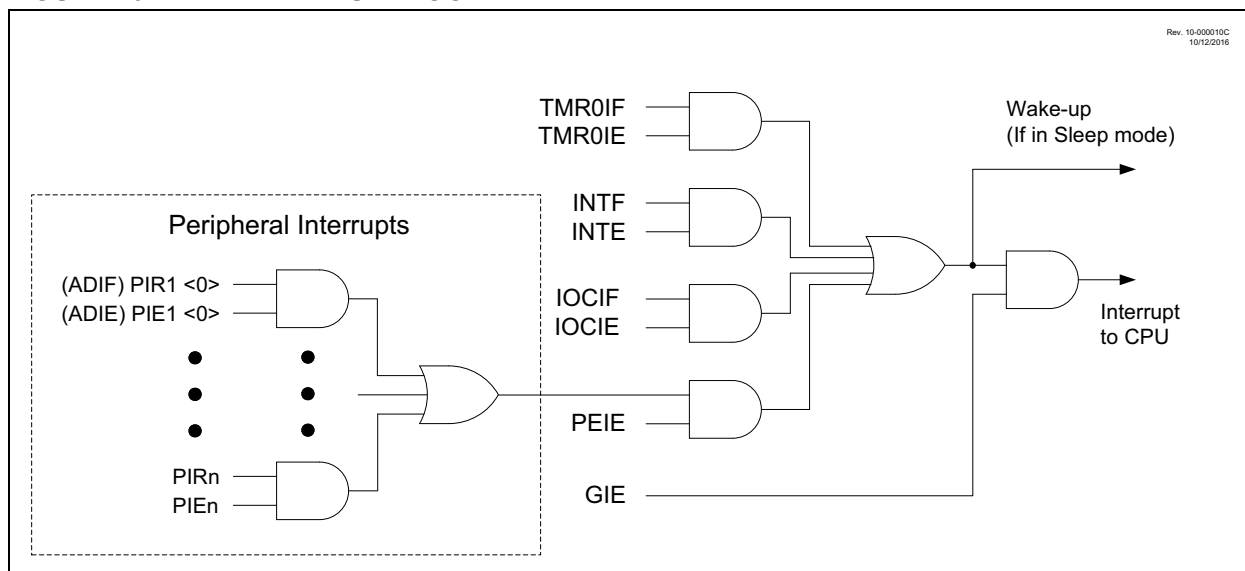 Rev. 10-000010C
10/12/2016
TMR0IF
TMR0IE
Wake-up
(If in Sleep mode)
Peripheral Interrupts
INTF
INTE
(ADIF) PIR1 <0>
(ADIE) PIE1 <0>
IOCIF
IOCIE
Interrupt
to CPU
PEIE
PIRn
PIEn
GIE